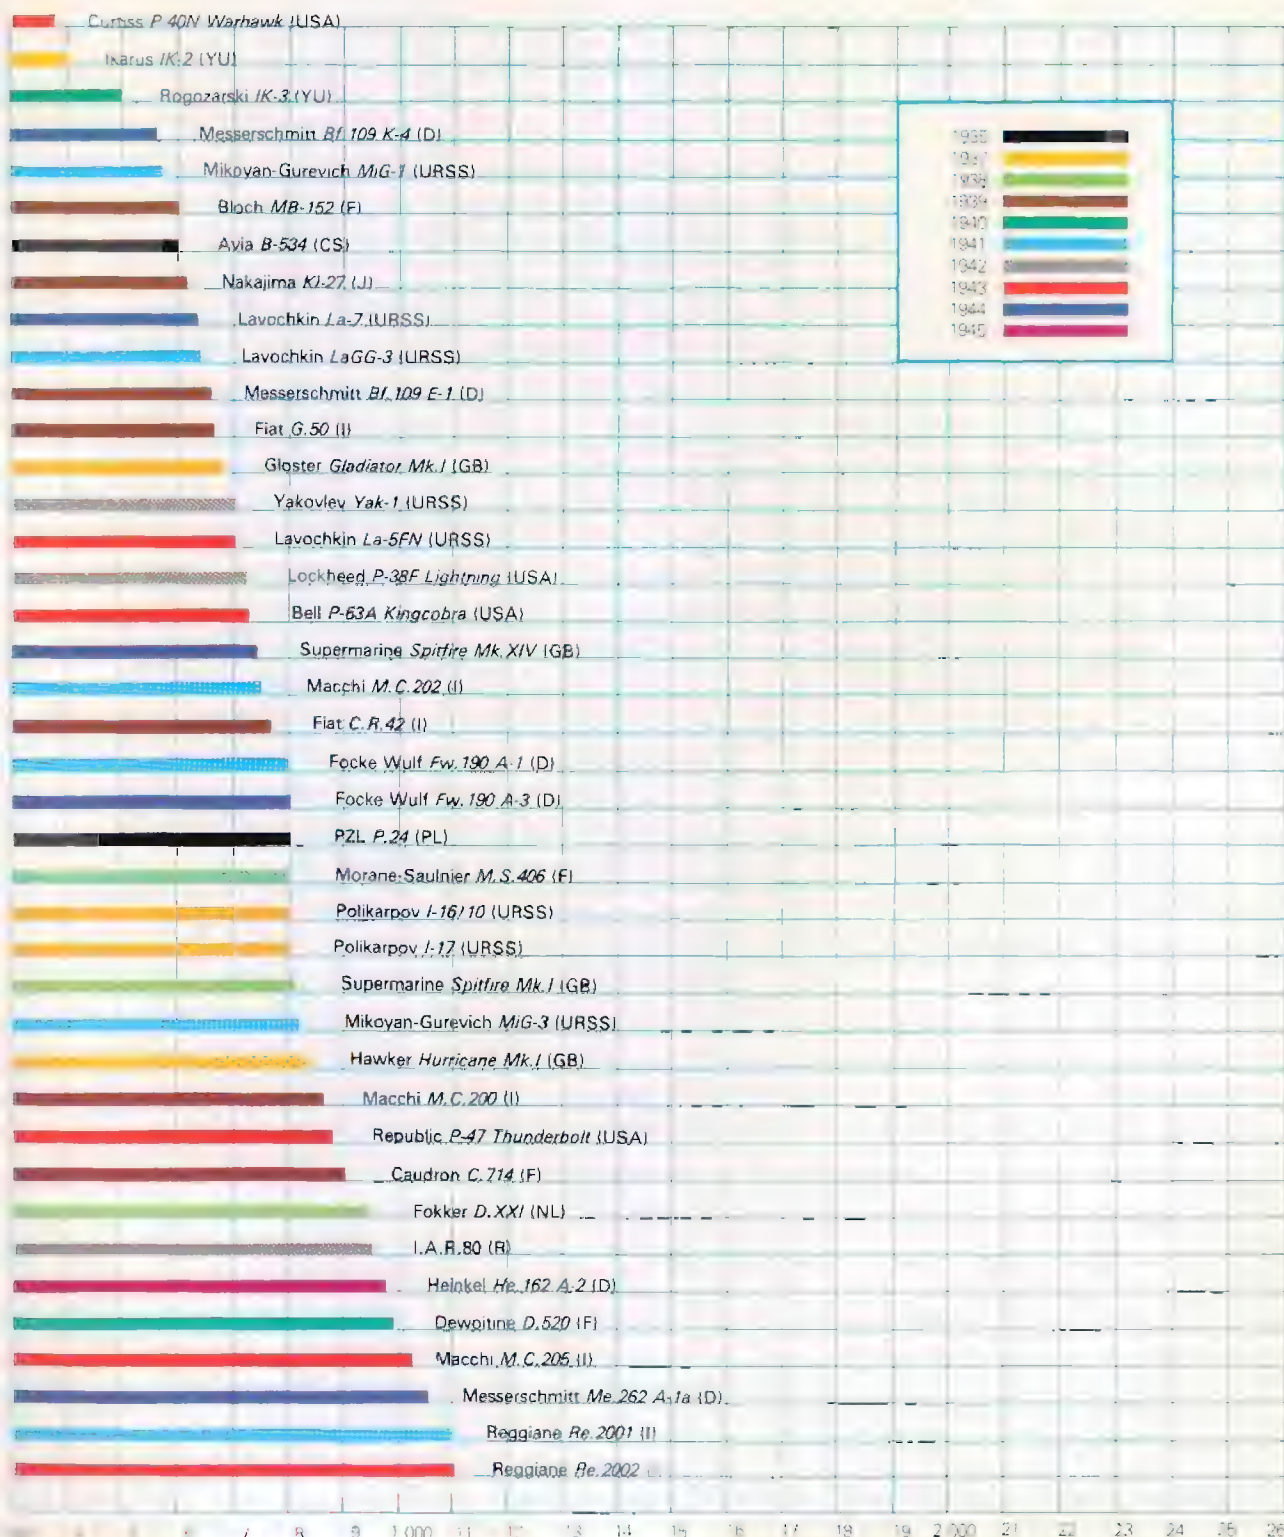 Curtiss P 40N Warhawk (USA)
Ikarus IK-2 (YU)
Rogozarski IK-3 (YU)
Messerschmitt Bf 109 K-4 (D)
Mikoyan-Gurevich MiG-1 (URSS)
Bloch MB-152 (F)
Avia B-534 (CS)
Nakajima KI-27 (J)
Lavochkin La-7 (URSS)
Lavochkin LaGG-3 (URSS)
Messerschmitt Bf. 109 E-1 (D)
Fiat G.50 (I)
Gloster Gladiator Mk.I (GB)
Yakovlev Yak-1 (URSS)
Lavochkin La-5FN (URSS)
Lockheed P-38F Lightning (USA)
Bell P-63A Kingcobra (USA)
Supermarine Spitfire Mk.XIV (GB)
Macchi M.C.202 (I)
Fiat C.R.42 (I)
Focke Wulf Fw.190 A-1 (D)
Focke Wulf Fw.190 A-3 (D)
PZL P.24 (PL)
Morane-Saulnier M.S.406 (F)
Polikarpov I-16/10 (URSS)
Polikarpov I-17 (URSS)
Supermarine Spitfire Mk.I (GB)
Mikoyan-Gurevich MiG-3 (URSS)
Hawker Hurricane Mk.I (GB)
Macchi M.C.200 (I)
Republic P-47 Thunderbolt (USA)
Caudron C.714 (F)
Fokker D.XXI (NL)
I.A.R.80 (R)
Heinkel He.162 A-2 (D)
Dewoitine D.520 (F)
Macchi M.C.205 (I)
Messerschmitt Me.262 A-1a (D)
Reggiane Re.2001 (I)
Reggiane Re.2002
1935
1937
1938
1939
1940
1941
1942
1943
1944
1945
7 8 9 1.000 11 12 13 14 15 16 17 18 19 2.000 21 22 23 24 25